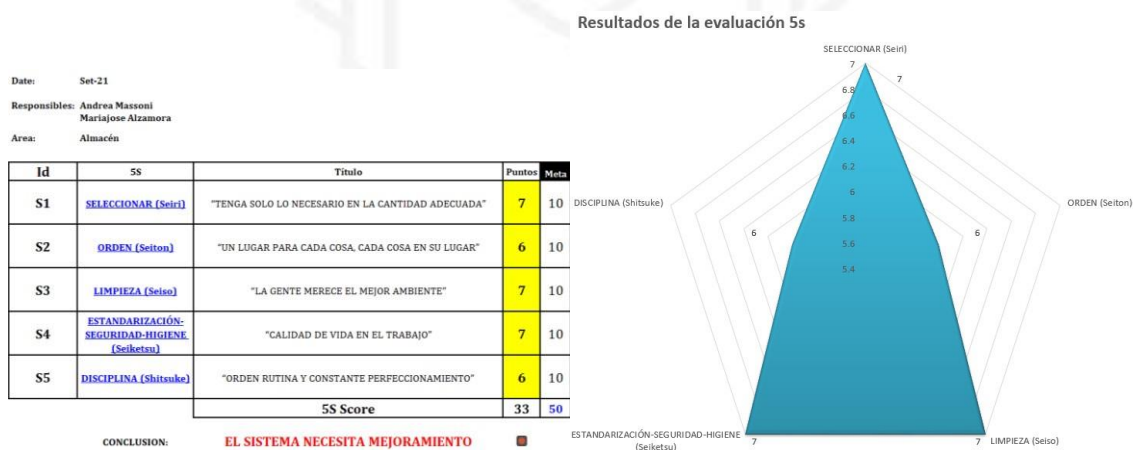 Date: Set-21
Responsibles: Andrea Massoni
Mariajose Alzamora
Area: Almacén
Id 5S Título Puntos Meta
S1 SELECCIONAR (Seiri) "TENGA SOLO LO NECESARIO EN LA CANTIDAD ADECUADA" 7 10
S2 ORDEN (Seiton) "UN LUGAR PARA CADA COSA, CADA COSA EN SU LUGAR" 6 10
S3 LIMPIEZA (Seiso) "LA GENTE MERECE EL MEJOR AMBIENTE" 7 10
S4 ESTANDARIZACIÓN-
SEGURIDAD-HIGIENE
(Seiketsu) "CALIDAD DE VIDA EN EL TRABAJO" 7 10
S5 DISCIPLINA (Shitsuke) "ORDEN RUTINA Y CONSTANTE PERFECCIONAMIENTO" 6 10
5S Score 33 50
CONCLUSION: EL SISTEMA NECESITA MEJORAMIENTO
Resultados de la evaluación 5s
SELECCIONAR (Seiri)
7
7
6.8
6.6
6.4
6.2
6
5.8
5.6
5.4
DISCIPLINA (Shitsuke)
6
6
ORDEN (Seiton)
ESTANDARIZACIÓN-SEGURIDAD-HIGIENE
(Seiketsu)
7
7
LIMPIEZA (Seiso)